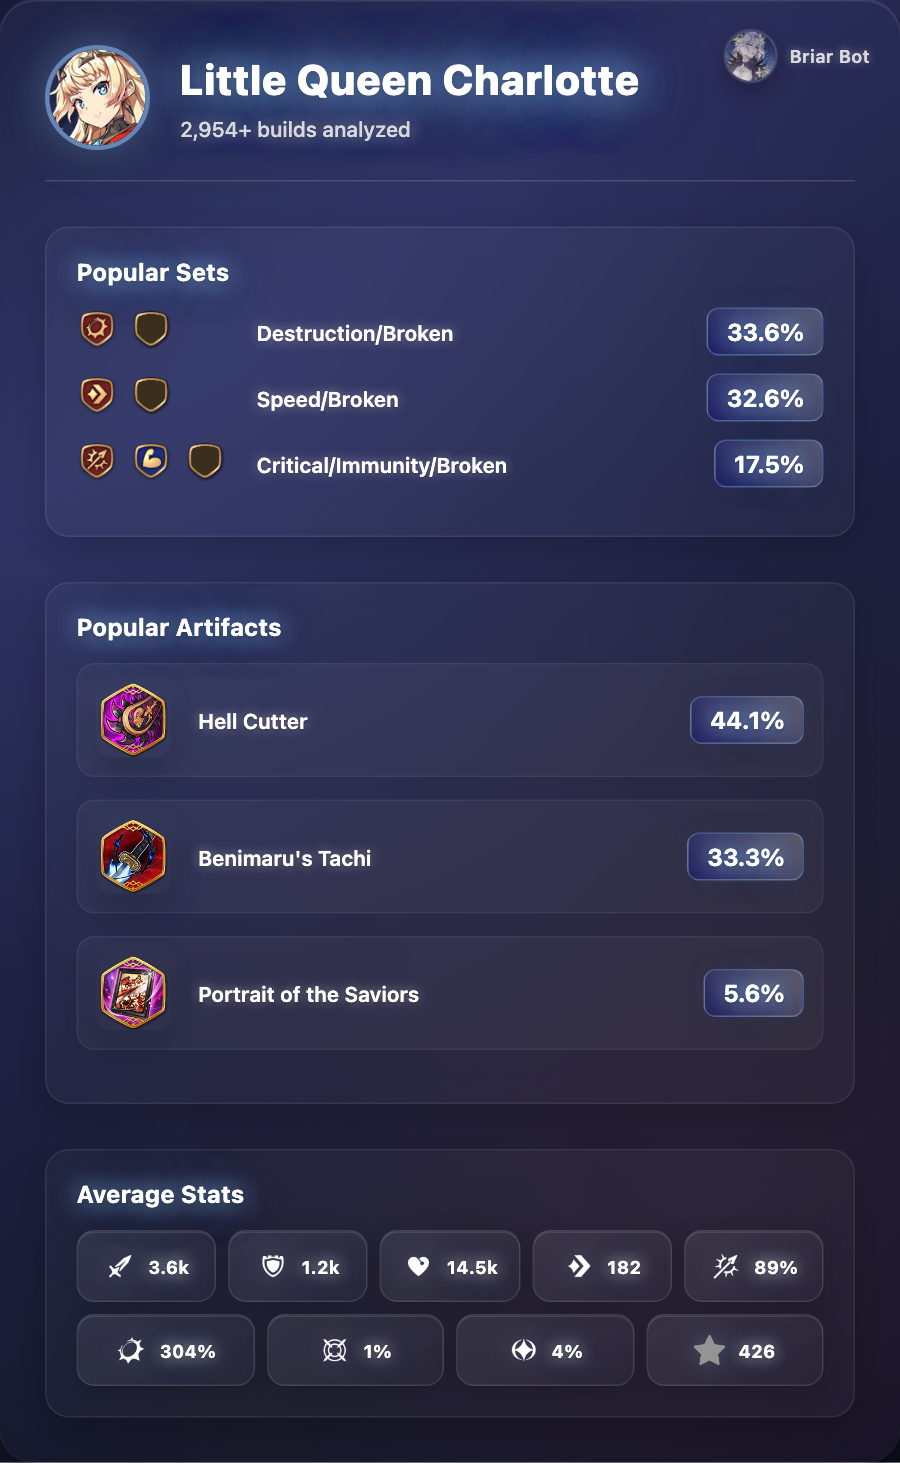 Little Queen Charlotte
2,954+ builds analyzed
Briar Bot
Popular Sets
Destruction/Broken 33.6%
Speed/Broken 32.6%
Critical/Immunity/Broken 17.5%
Popular Artifacts
Hell Cutter 44.1%
Benimaru's Tachi 33.3%
Portrait of the Saviors 5.6%
Average Stats
3.6k 1.2k 14.5k 182 89%
304% 1% 4% 426